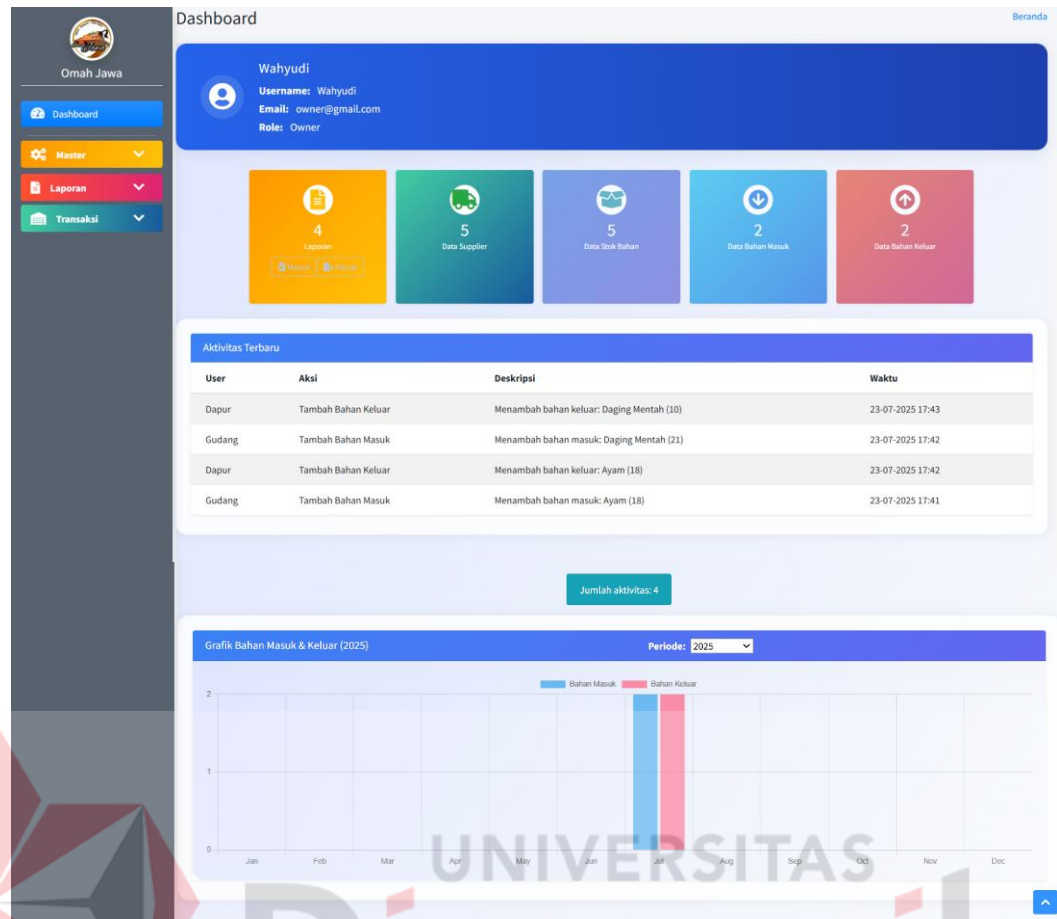 Dashboard
Beranda
Omah Jawa
Dashboard
Master
Laporan
Transaksi
Wahyudi
Username: Wahyudi
Email: owner@gmail.com
Role: Owner
4
Laporan
5
Data Supplier
5
Data Stok Bahan
2
Data Bahan Masuk
2
Data Bahan Keluar
Aktivitas Terbaru
User Aksi Deskripsi Waktu
Dapur Tambah Bahan Keluar Menambah bahan keluar: Daging Mentah (10) 23-07-2025 17:43
Gudang Tambah Bahan Masuk Menambah bahan masuk: Daging Mentah (21) 23-07-2025 17:42
Dapur Tambah Bahan Keluar Menambah bahan keluar: Ayam (18) 23-07-2025 17:42
Gudang Tambah Bahan Masuk Menambah bahan masuk: Ayam (18) 23-07-2025 17:41
Jumlah aktivitas: 4
Grafik Bahan Masuk & Keluar (2025) Periode: 2025
Bahan Masuk Bahan Keluar
2
1
0
Jan Feb Mar Apr May Jun Jul Aug Sep Oct Nov Dec
UNIVERSITAS